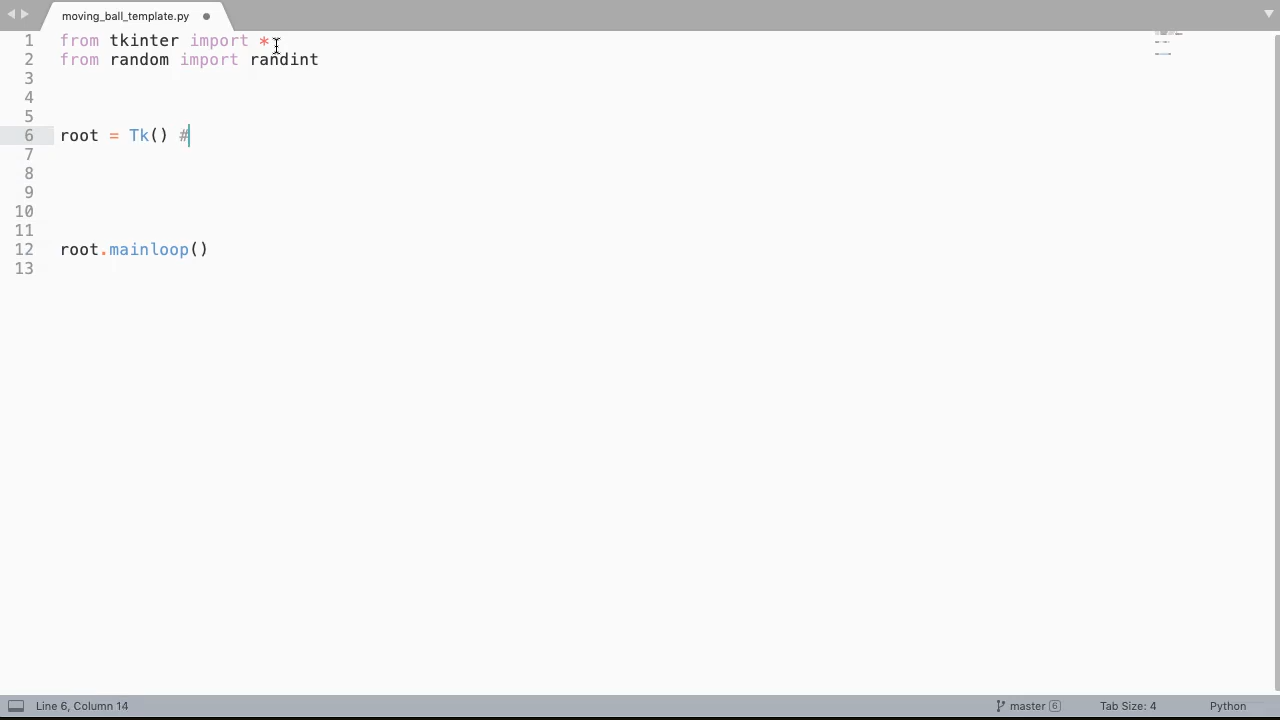 moving_ball_template.py
1 from tkinter import *
2 from random import randint
3
4
5
6 root = Tk() #
7
8
9
10
11
12 root.mainloop()
13
Line 6, Column 14 master 6 Tab Size: 4 Python